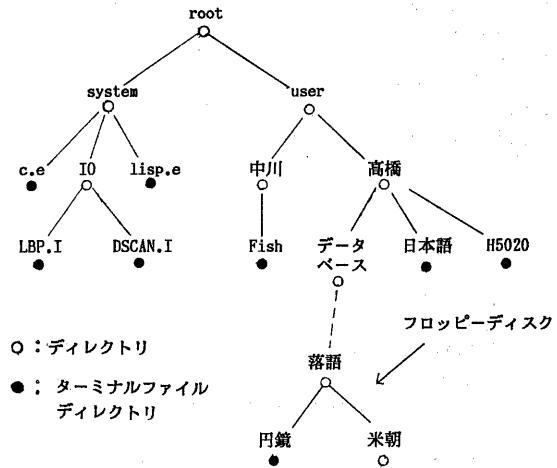 root
system
user
c.e
IO
lisp.e
中川
高橋
LBP.I
DSCAN.I
Fish
データ
ベース
日本語
H5020
フロッピーディスク
落語
円鏡
米朝
○：ディレクトリ
●：ターミナルファイル
ディレクトリ